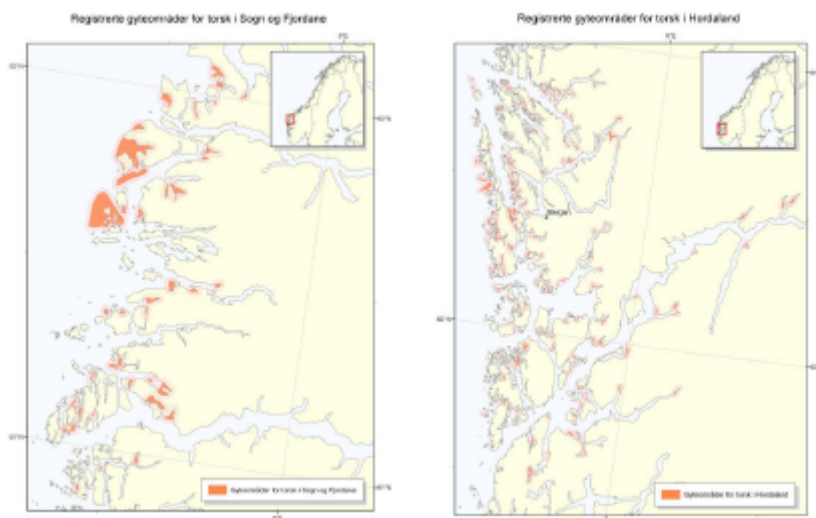 Registrerte gyteområder for torsk i Sogn og Fjordane
Registrerte gyteområder for torsk i Hordaland
Bergen
Gyteområder for torsk i Sogn og Fjordane
Gyteområder for torsk i Hordaland